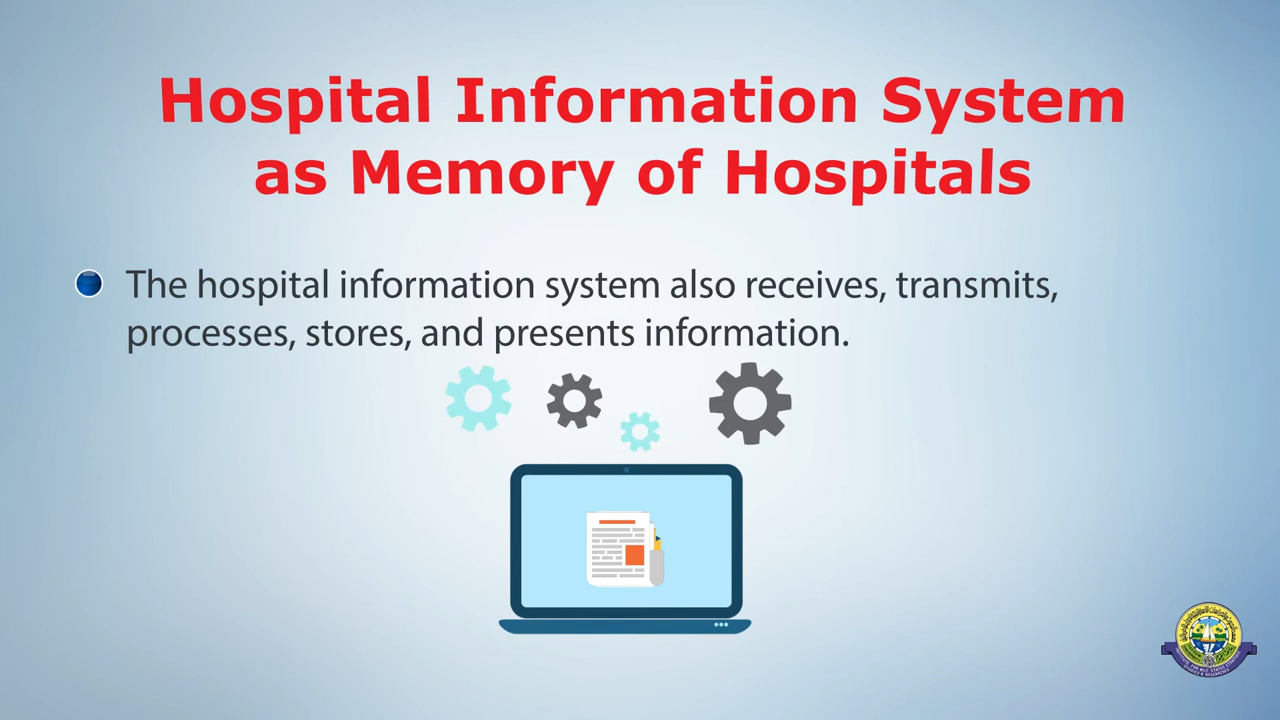 Hospital Information System
as Memory of Hospitals
The hospital information system also receives, transmits,
processes, stores, and presents information.